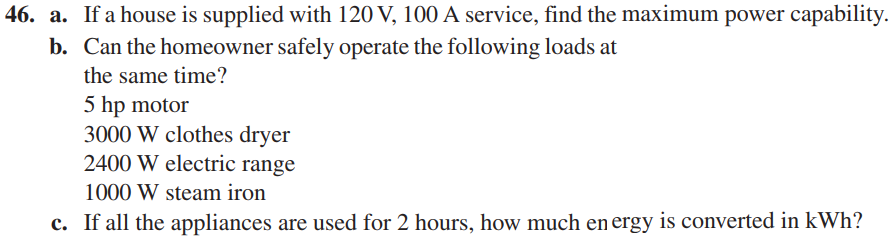 46. a. If a house is supplied with 120 V, 100 A service, find the maximum power capability.
b. Can the homeowner safely operate the following loads at
the same time?
5 hp motor
3000 W clothes dryer
2400 W electric range
1000 W steam iron
c. If all the appliances are used for 2 hours, how much energy is converted in kWh?